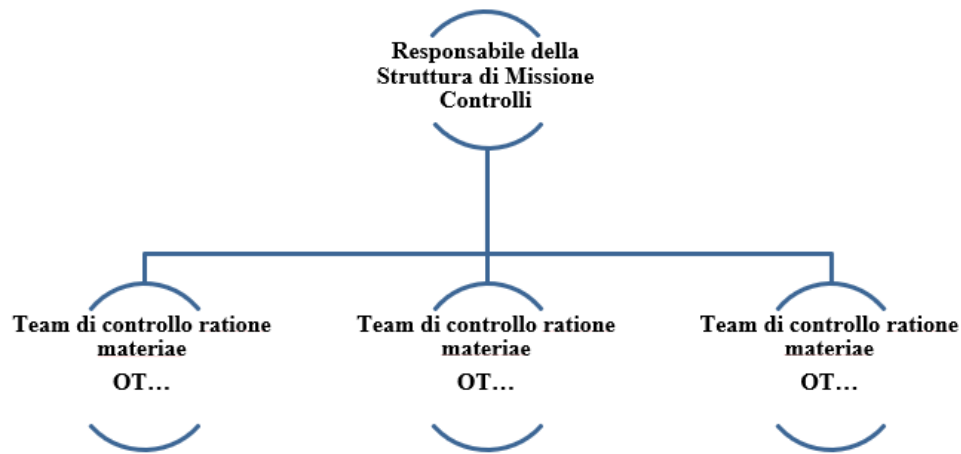 Responsabile della
Struttura di Missione
Controlli
Team di controllo ratione
materiae
OT…
Team di controllo ratione
materiae
OT…
Team di controllo ratione
materiae
OT…